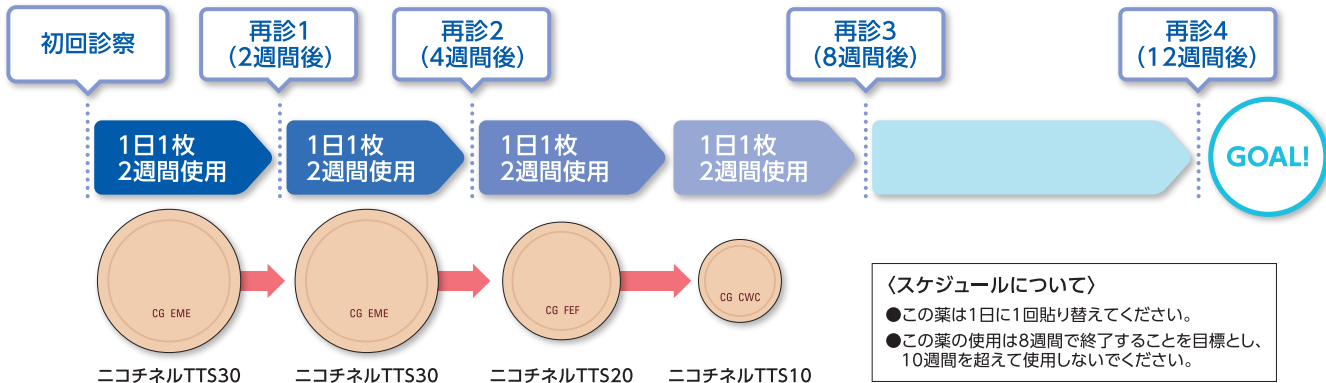 初回診察
再診1
(2週間後)
再診2
(4週間後)
再診3
(8週間後)
再診4
(12週間後)
1日1枚
2週間使用
1日1枚
2週間使用
1日1枚
2週間使用
1日1枚
2週間使用
GOAL!
CG EME
CG EME
CG FEF
CG CWC
ニコチネルTTS30
ニコチネルTTS30
ニコチネルTTS20
ニコチネルTTS10
〈スケジュールについて〉
●この薬は1日に1回貼り替えてください。
●この薬の使用は8週間で終了することを目標とし、
10週間を超えて使用しないでください。